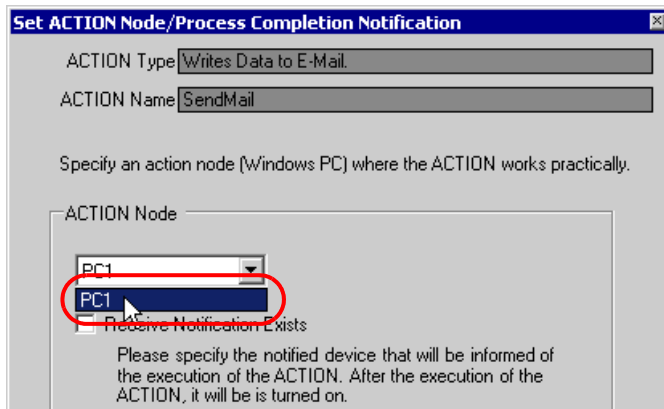 Set ACTION Node/Process Completion Notification
ACTION Type Writes Data to E-Mail.
ACTION Name SendMail
Specify an action node (Windows PC) where the ACTION works practically.
ACTION Node
PC1
PC1
Receive Notification Exists
Please specify the notified device that will be informed of
the execution of the ACTION. After the execution of the
ACTION, it will be is turned on.